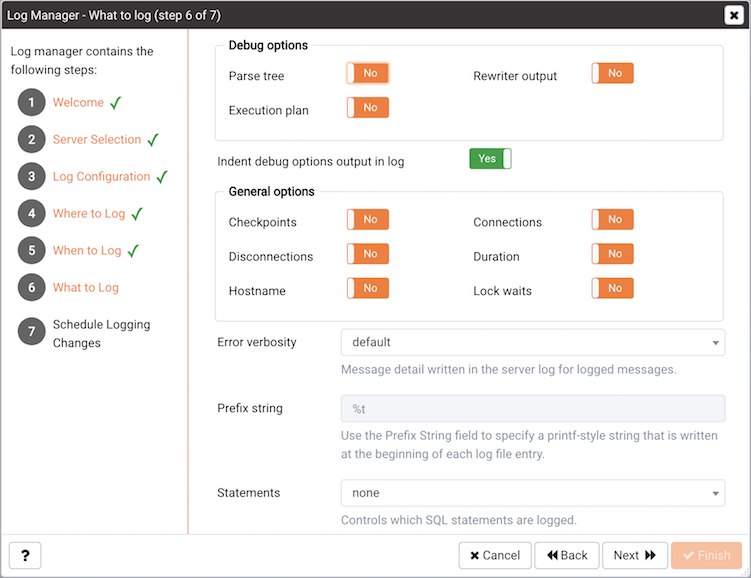 Log Manager - What to log (step 6 of 7)
Log manager contains the
following steps:
1 Welcome
2 Server Selection
3 Log Configuration
4 Where to Log
5 When to Log
6 What to Log
7 Schedule Logging
Changes
Debug options
Parse tree No Rewriter output No
Execution plan No
Indent debug options output in log Yes
General options
Checkpoints No Connections No
Disconnections No Duration No
Hostname No Lock waits No
Error verbosity default
Message detail written in the server log for logged messages.
Prefix string %t
Use the Prefix String field to specify a printf-style string that is written
at the beginning of each log file entry.
Statements none
Controls which SQL statements are logged.
? Cancel Back Next Finish